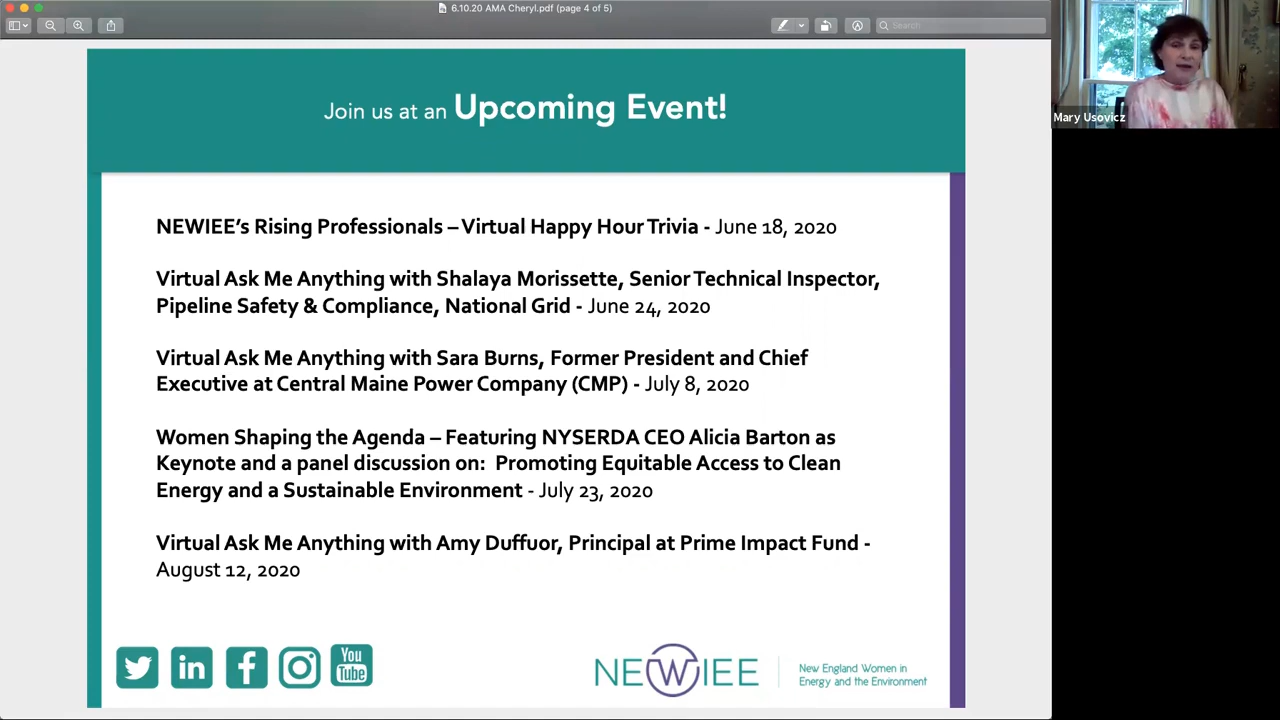 6.10.20 AMA Cheryl.pdf (page 4 of 5)
Search
Join us at an Upcoming Event!
Mary Usovicz
NEWIEE's Rising Professionals – Virtual Happy Hour Trivia - June 18, 2020
Virtual Ask Me Anything with Shalaya Morissette, Senior Technical Inspector,
Pipeline Safety & Compliance, National Grid - June 24, 2020
Virtual Ask Me Anything with Sara Burns, Former President and Chief
Executive at Central Maine Power Company (CMP) - July 8, 2020
Women Shaping the Agenda – Featuring NYSERDA CEO Alicia Barton as
Keynote and a panel discussion on: Promoting Equitable Access to Clean
Energy and a Sustainable Environment - July 23, 2020
Virtual Ask Me Anything with Amy Duffuor, Principal at Prime Impact Fund -
August 12, 2020
in
f
You
Tube
NEWIEE
New England Women in
Energy and the Environment